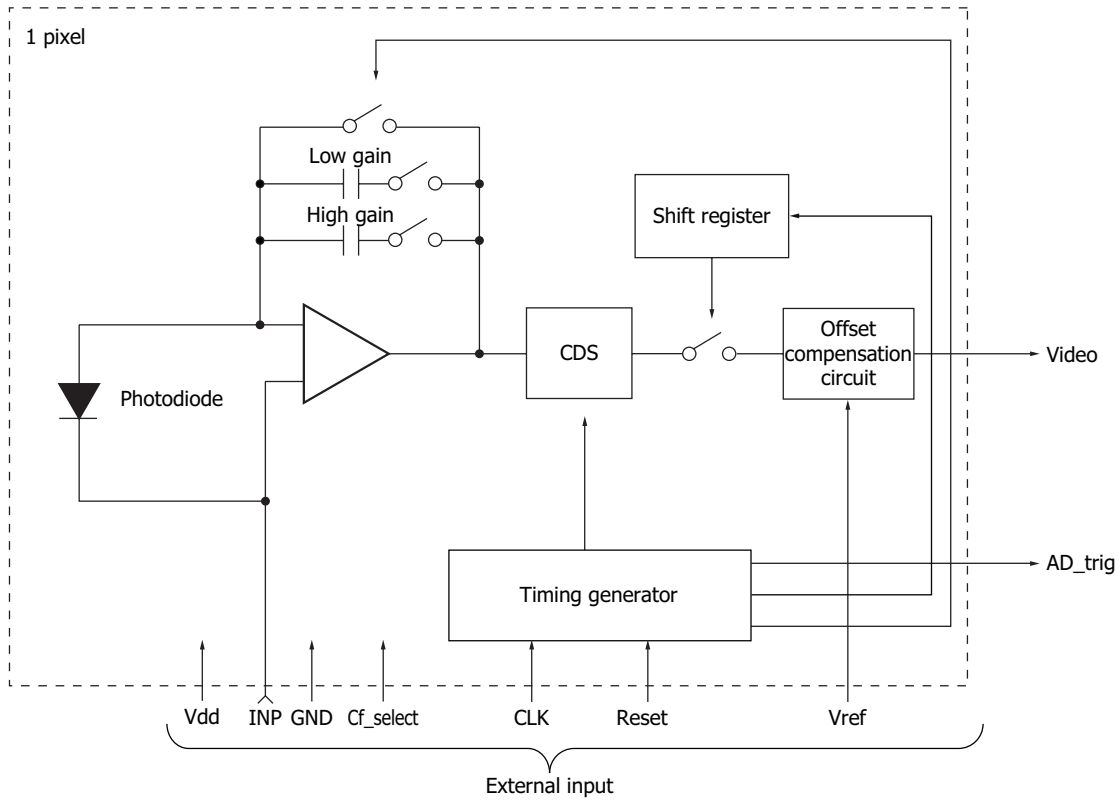 1 pixel
Low gain
High gain
Shift register
CDS
Offset
compensation
circuit
Video
Photodiode
Timing generator
AD_trig
Vdd
INP
GND
Cf_select
CLK
Reset
Vref
External input